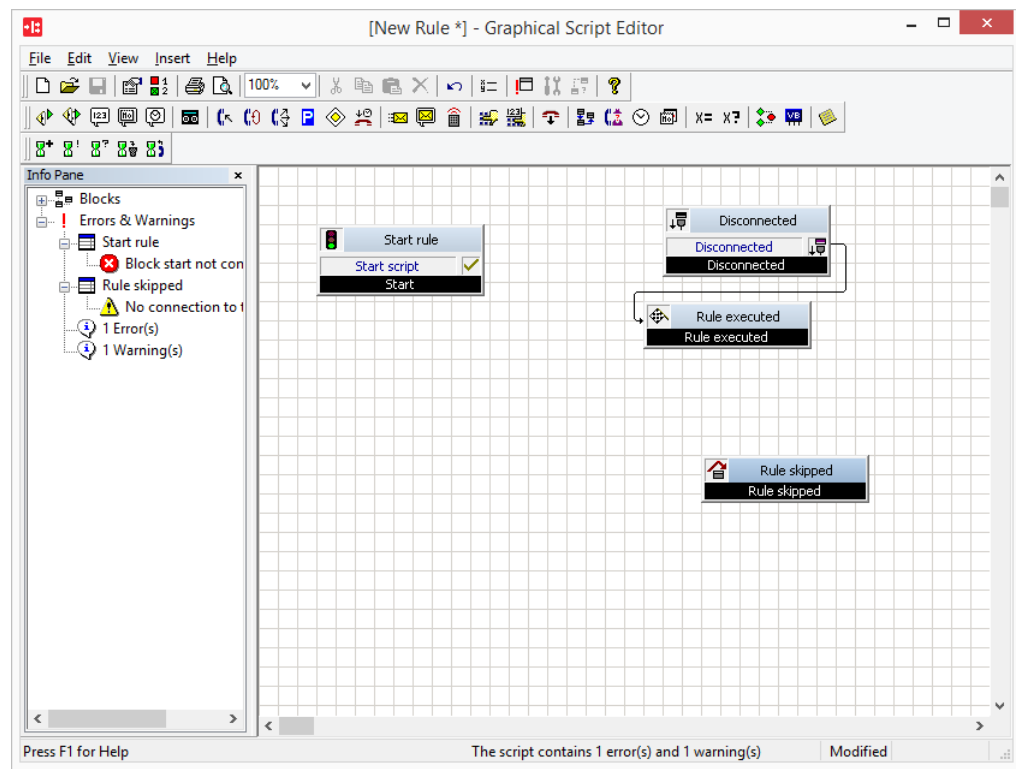 [New Rule *] - Graphical Script Editor
File Edit View Insert Help
100%
Info Pane
Blocks
Errors & Warnings
Start rule
Block start not con
Rule skipped
No connection to t
1 Error(s)
1 Warning(s)
Start rule
Start script
Start
Disconnected
Disconnected
Disconnected
Rule executed
Rule executed
Rule skipped
Rule skipped
Press F1 for Help
The script contains 1 error(s) and 1 warning(s)
Modified